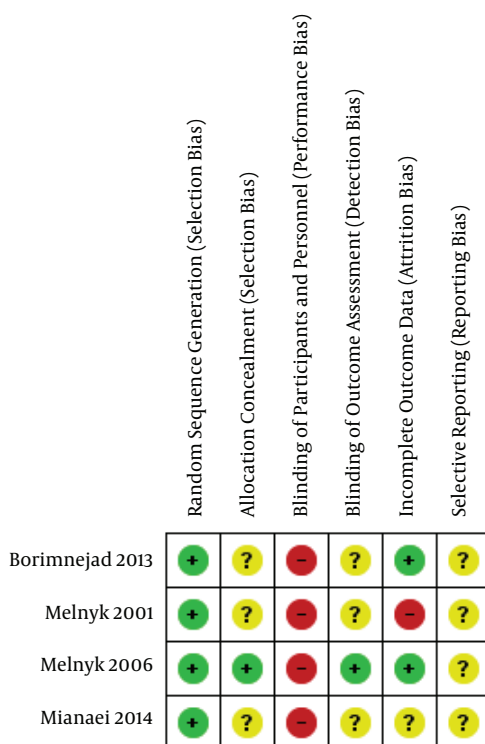 Random Sequence Generation (Selection Bias)
Allocation Concealment (Selection Bias)
Blinding of Participants and Personnel (Performance Bias)
Blinding of Outcome Assessment (Detection Bias)
Incomplete Outcome Data (Attrition Bias)
Selective Reporting (Reporting Bias)
Borimnejad 2013 + ? - ? + ?
Melnyk 2001 + ? - ? - ?
Melnyk 2006 + + - + + ?
Mianaei 2014 + ? - ? ? ?